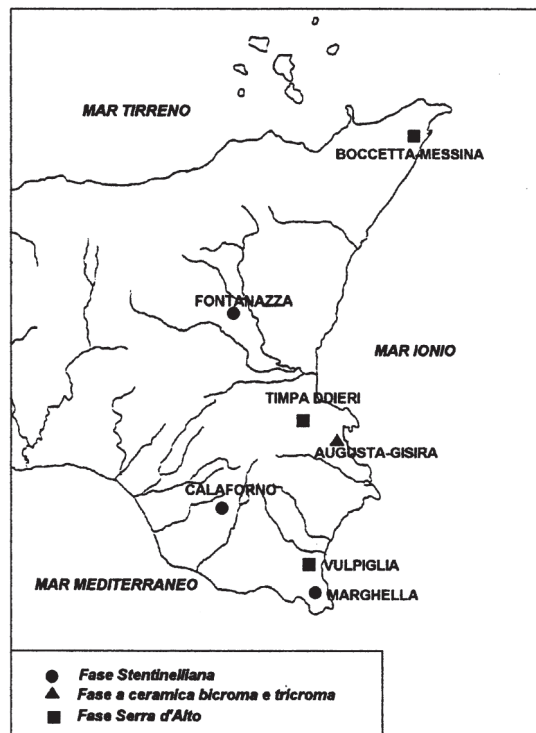 MAR TIRRENO
BOCCETTA-MESSINA
FONTANAZZA
MAR IONIO
TIMPA DDIERI
AUGUSTA-GISIRA
CALAFORNO
VULPIGLIA
MAR MEDITERRANEO
MARGHELLA
Fase Stentinelliana
Fase a ceramica bicroma e tricroma
Fase Serra d'Alto